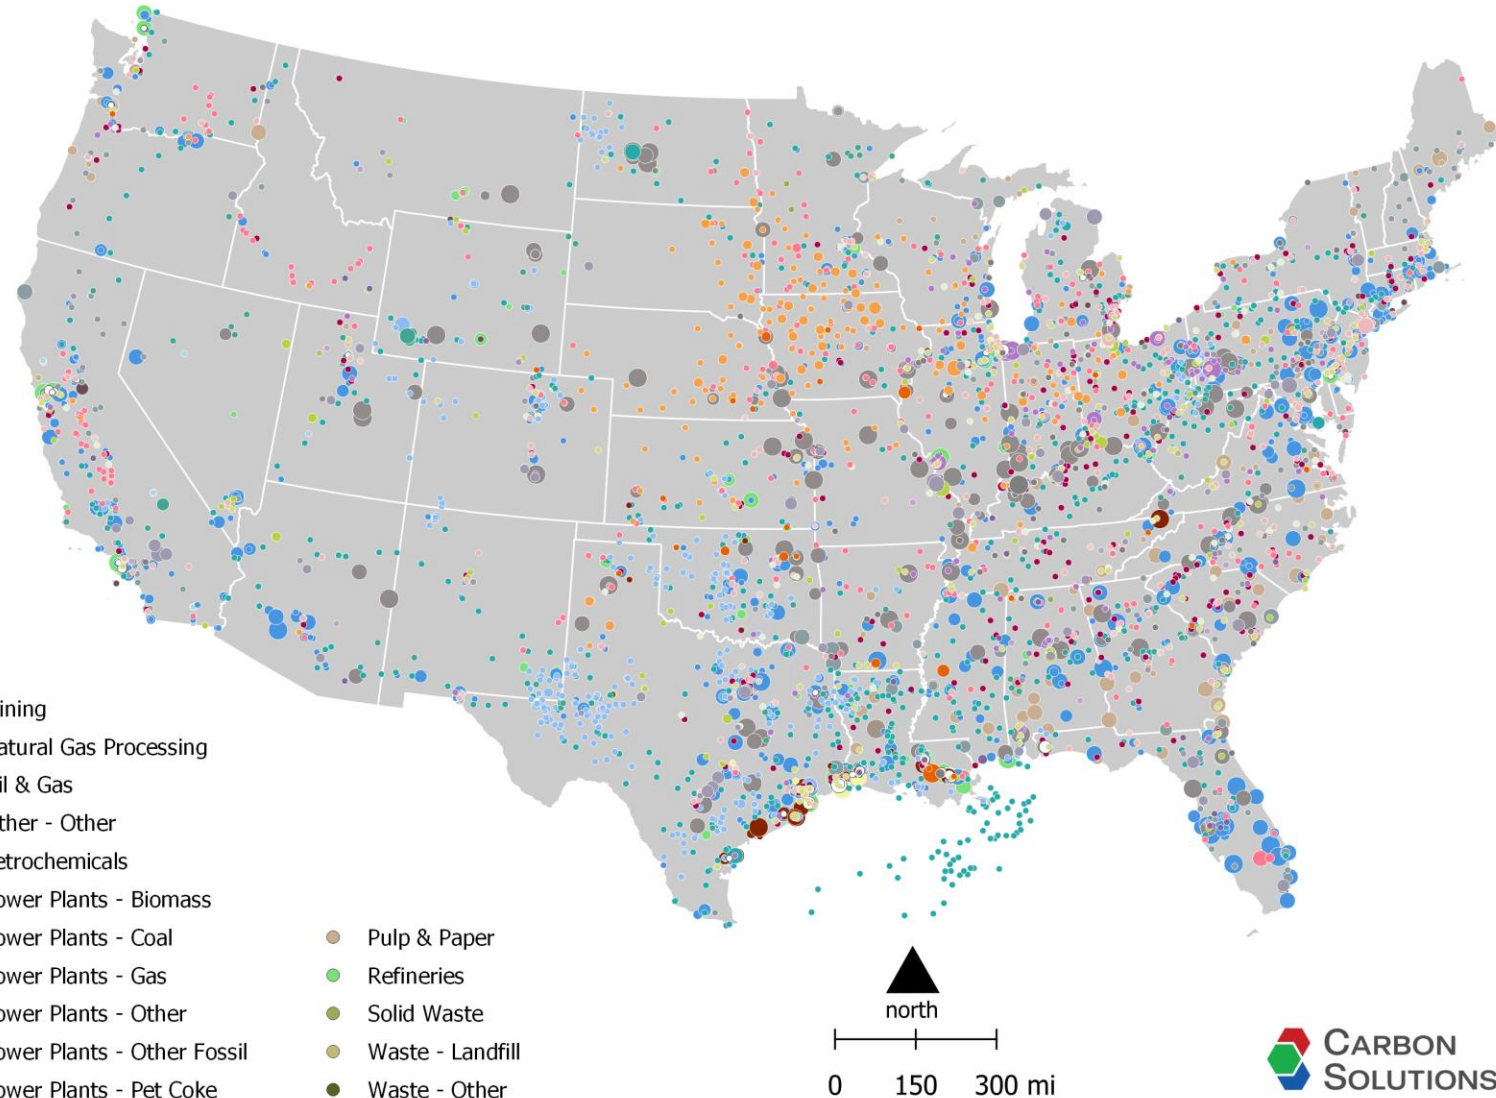 ining
atural Gas Processing
il & Gas
ther - Other
etrochemicals
ower Plants - Biomass
ower Plants - Coal
ower Plants - Gas
ower Plants - Other
ower Plants - Other Fossil
ower Plants - Pet Coke
Pulp & Paper
Refineries
Solid Waste
Waste - Landfill
Waste - Other
north
0 150 300 mi
CARBON
SOLUTIONS